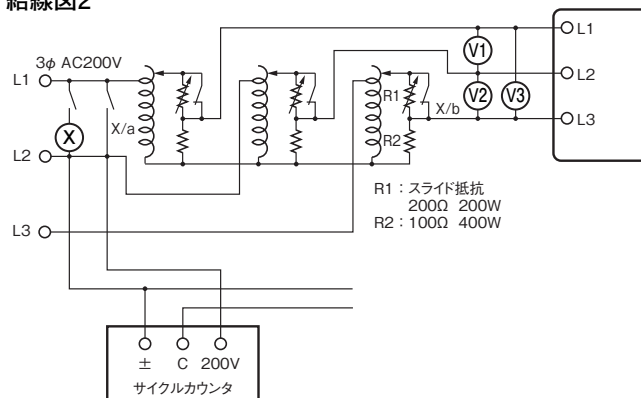 結線図2
3φ AC200V
L1
L2
L3
X
X/a
R1
R2
X/b
V1
V2
V3
L1
L2
L3
R1：スライド抵抗
200Ω 200W
R2：100Ω 400W
± C 200V
サイクルカウンタ